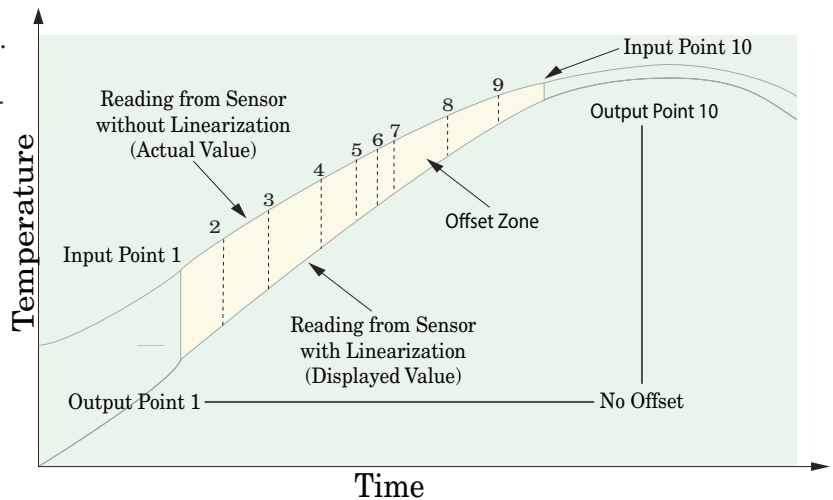 Input Point 10
9
Reading from Sensor
without Linearization
(Actual Value)
8
Output Point 10
7
6
5
4
3
2
Offset Zone
Input Point 1
Temperature
Reading from Sensor
with Linearization
(Displayed Value)
Output Point 1
No Offset
Time